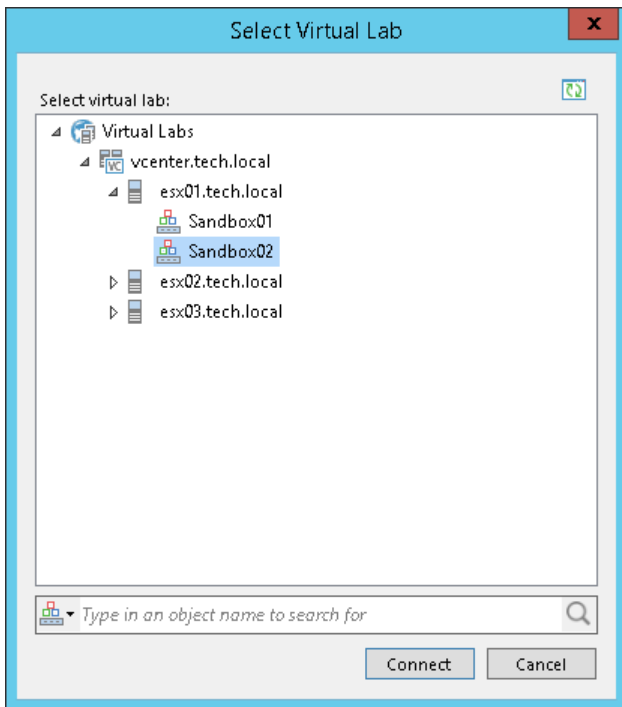 Select Virtual Lab
x
Select virtual lab:
Virtual Labs
VC
vcenter.tech.local
esx01.tech.local
Sandbox01
Sandbox02
esx02.tech.local
esx03.tech.local
Type in an object name to search for
Connect Cancel